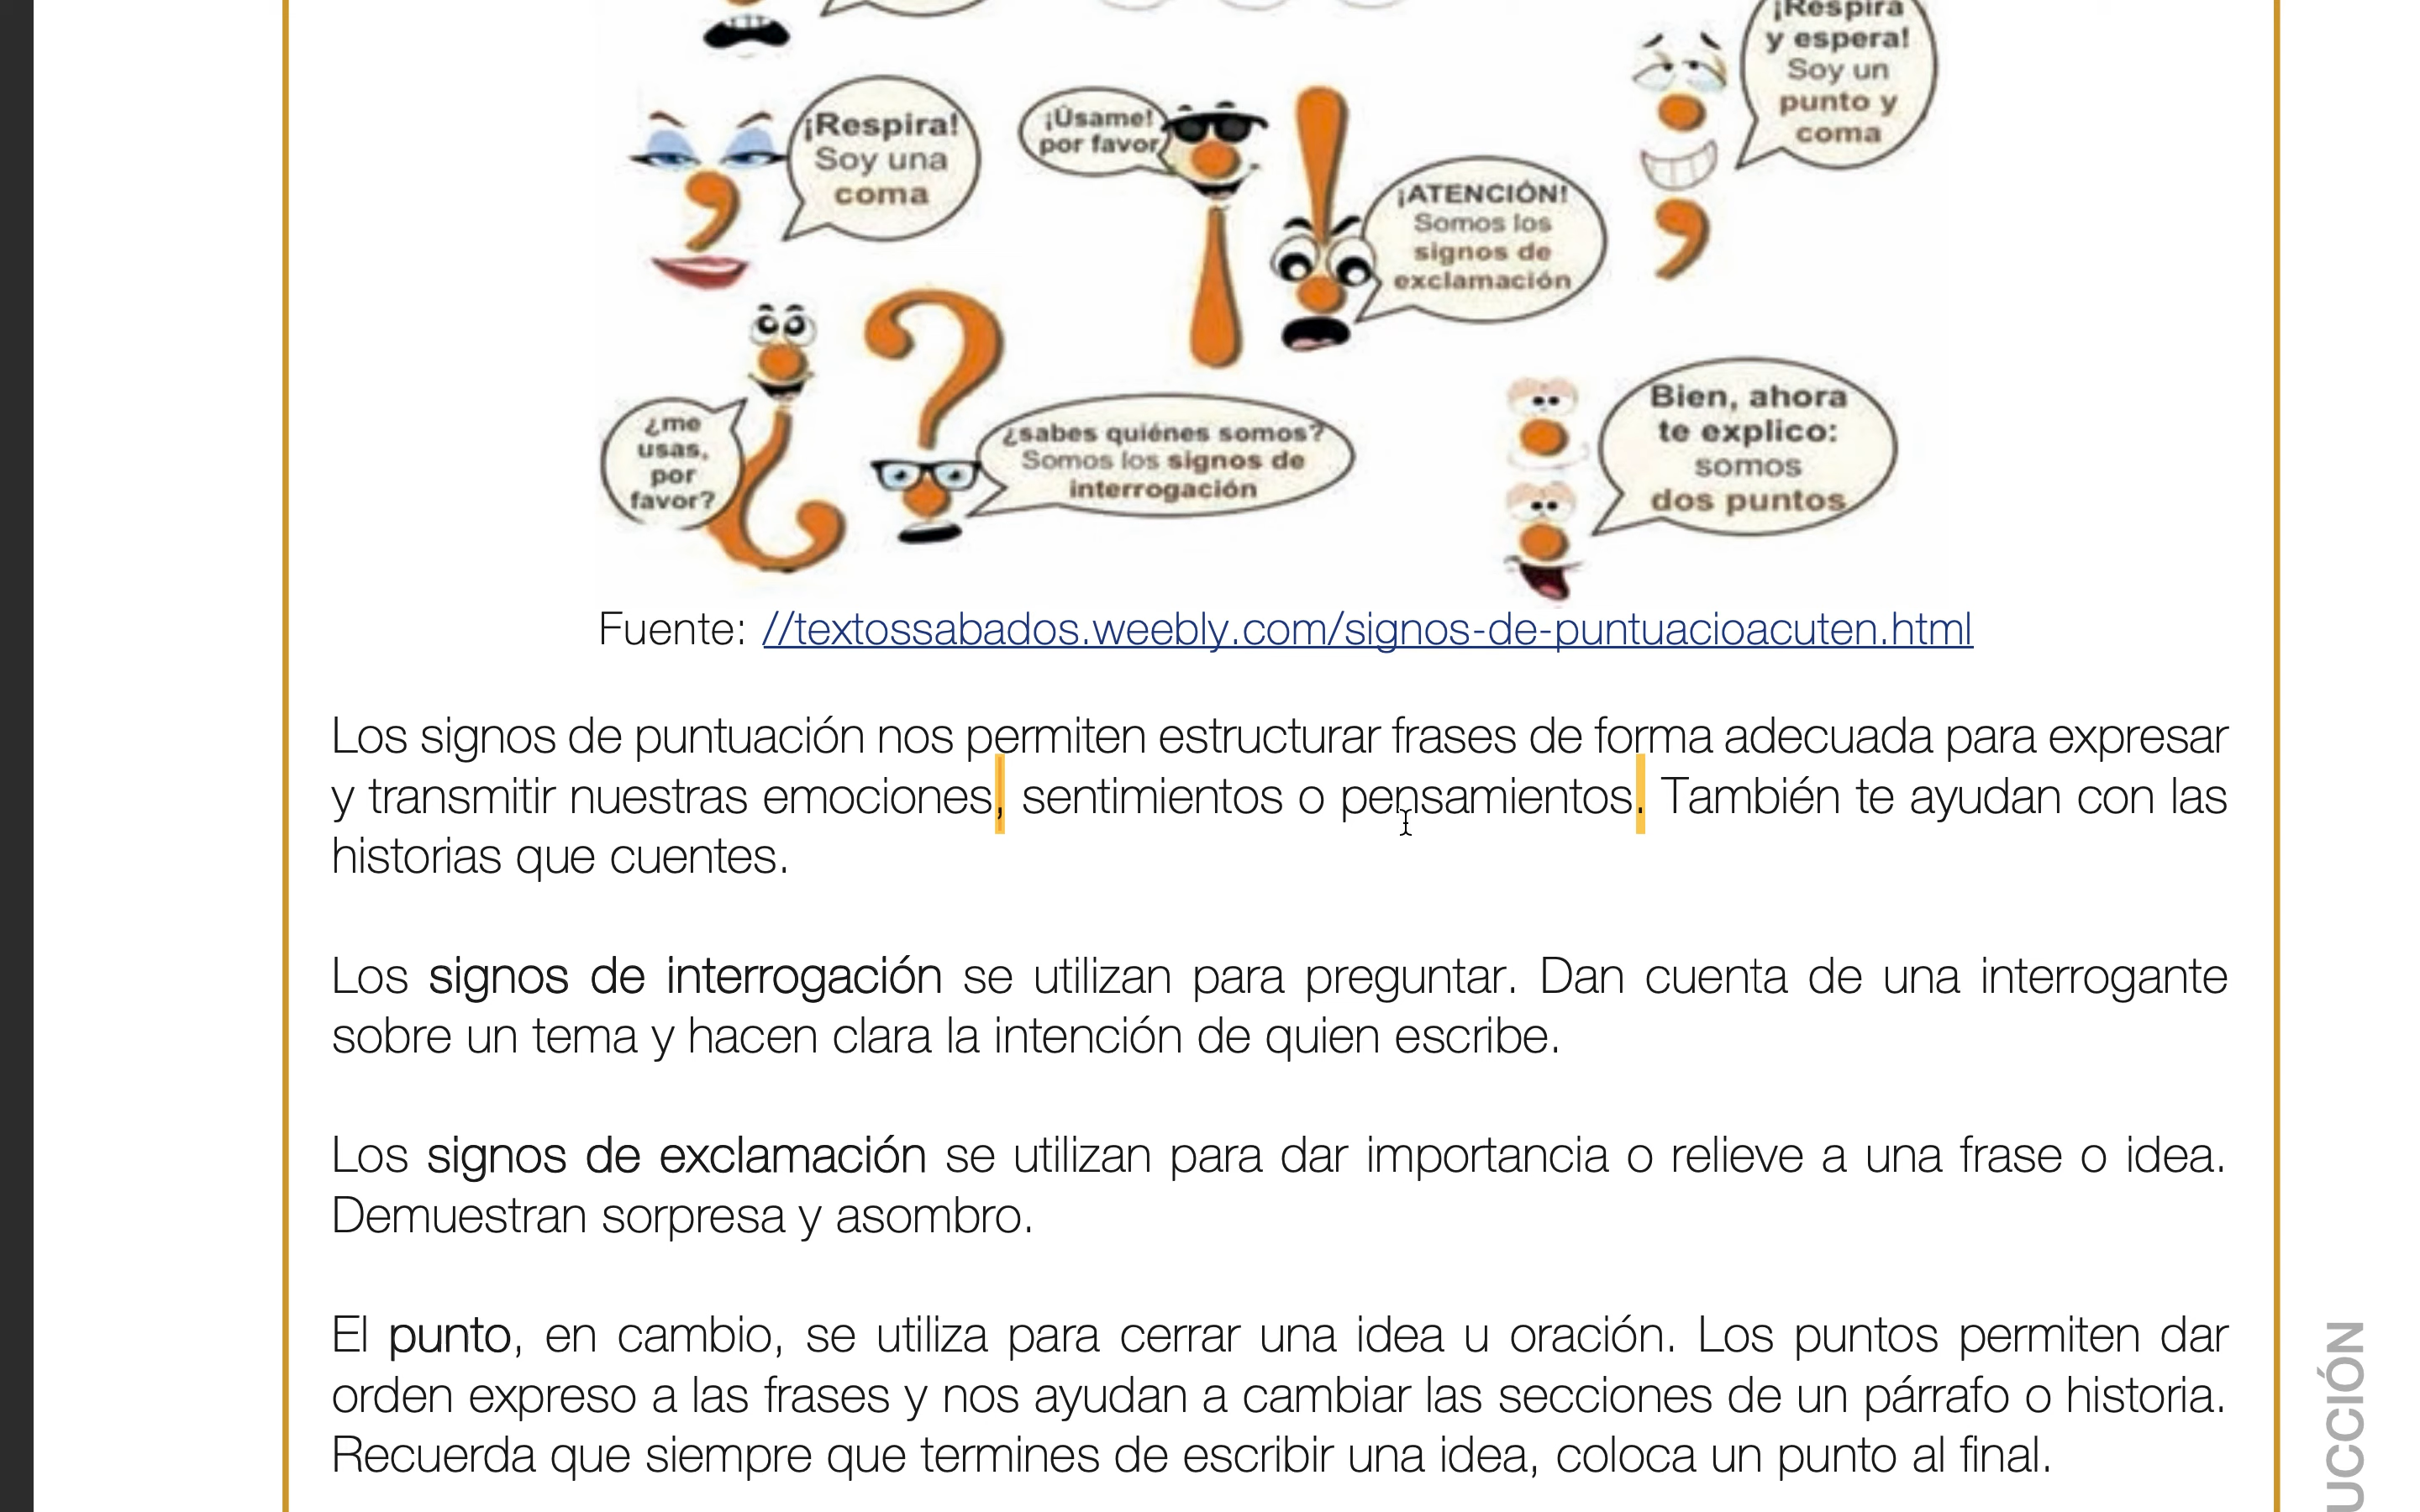 ¡Respira
y espera!
Soy un
punto y
coma
¡Respira!
Soy una
coma
¡Úsame!
por favor
¡ATENCIÓN!
Somos los
signos de
exclamación
¿me
usas,
por
favor?
¿sabes quiénes somos?
Somos los signos de
interrogación
Bien, ahora
te explico:
somos
dos puntos
Fuente: //textossabados.weebly.com/signos-de-puntuacioacuten.html
Los signos de puntuación nos permiten estructurar frases de forma adecuada para expresar
y transmitir nuestras emociones, sentimientos o pensamientos. También te ayudan con las
historias que cuentes.
Los signos de interrogación se utilizan para preguntar. Dan cuenta de una interrogante
sobre un tema y hacen clara la intención de quien escribe.
Los signos de exclamación se utilizan para dar importancia o relieve a una frase o idea.
Demuestran sorpresa y asombro.
El punto, en cambio, se utiliza para cerrar una idea u oración. Los puntos permiten dar
orden expreso a las frases y nos ayudan a cambiar las secciones de un párrafo o historia.
Recuerda que siempre que termines de escribir una idea, coloca un punto al final.
UCCIÓN